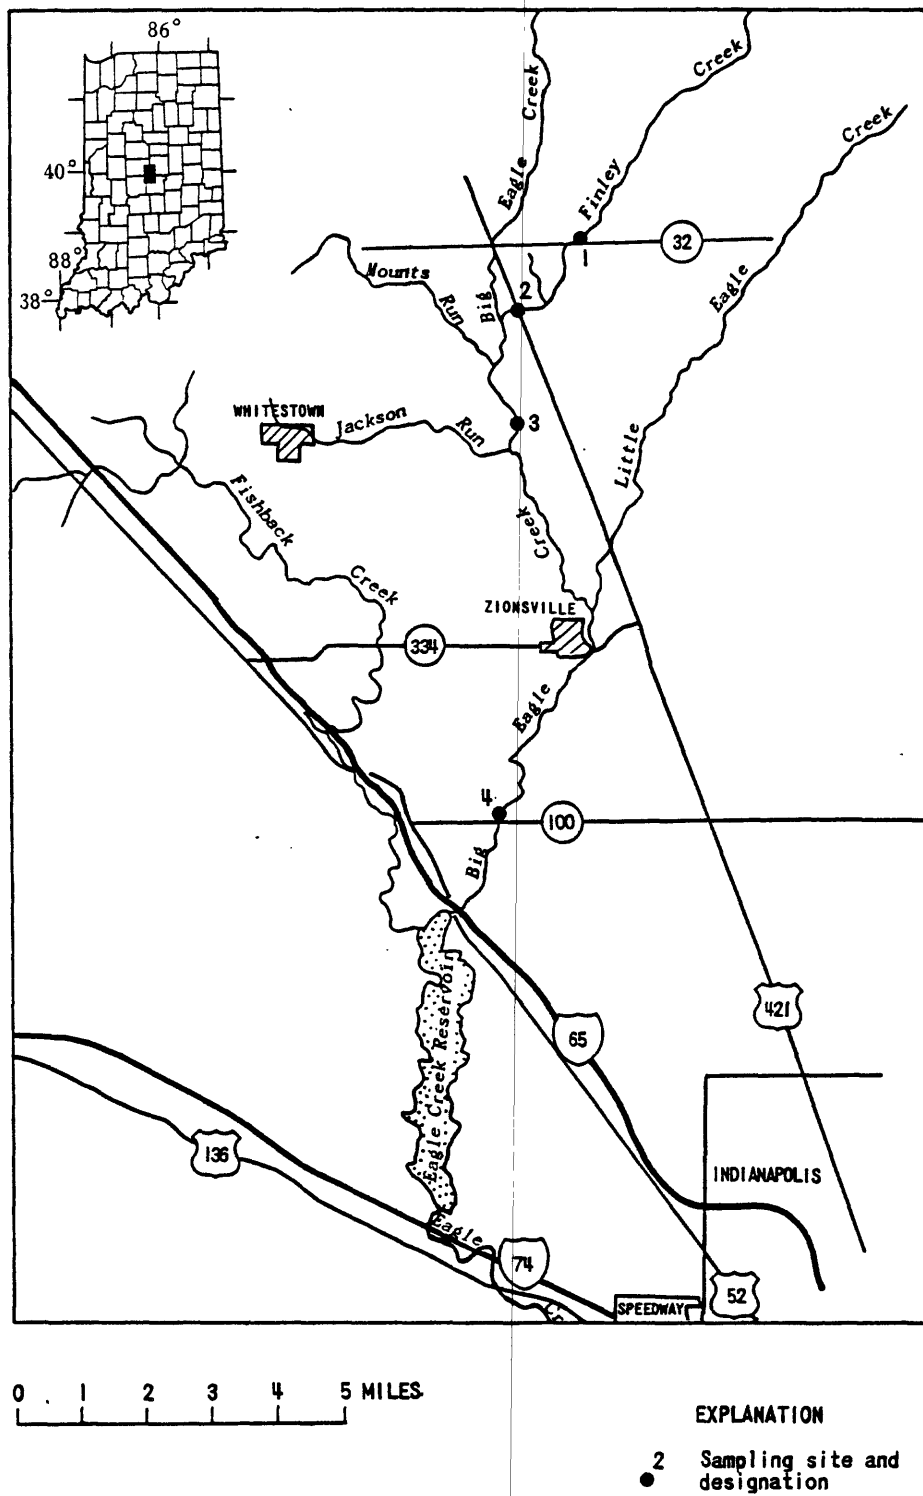 86°
40°
88°
38°
Eagle Creek
Finley Creek
Little Eagle Creek
32
1
Mounts Run
2
Big
3
WHITESTOWN
Jackson Run
Fishback Creek
Creek
ZIONSVILLE
334
Eagle
4
100
Big
Eagle Creek Reservoir
421
65
136
INDIANAPOLIS
Eagle
74
52
SPEEDWAY
0 1 2 3 4 5 MILES
EXPLANATION
2 Sampling site and
designation